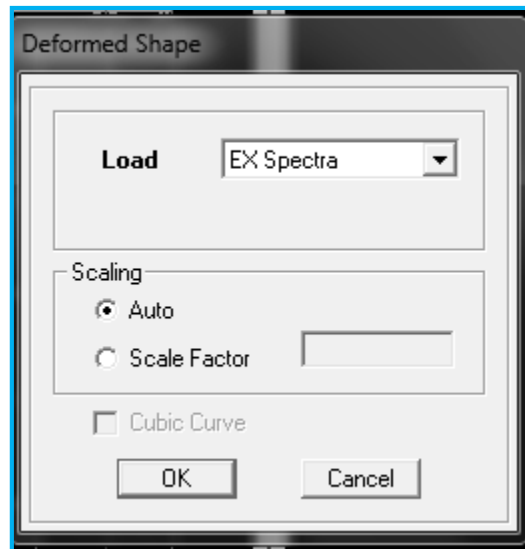 Deformed Shape
Load EX Spectra
Scaling
Auto
Scale Factor
Cubic Curve
OK Cancel